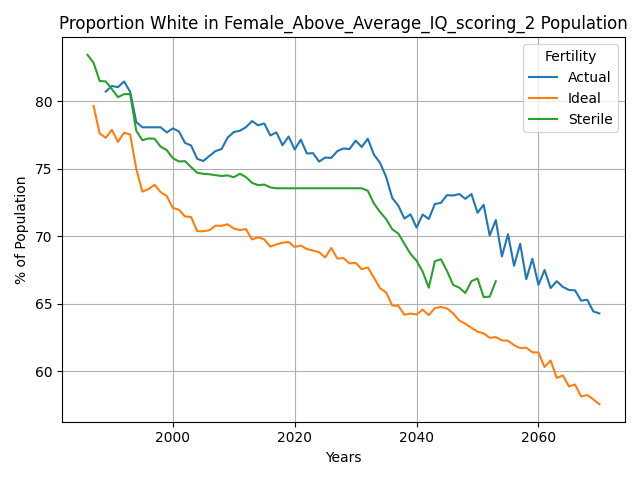 Proportion White in Female_Above_Average_IQ_scoring_2 Population
Fertility
Actual
Ideal
Sterile
% of Population
80
75
70
65
60
2000
2020
2040
2060
Years